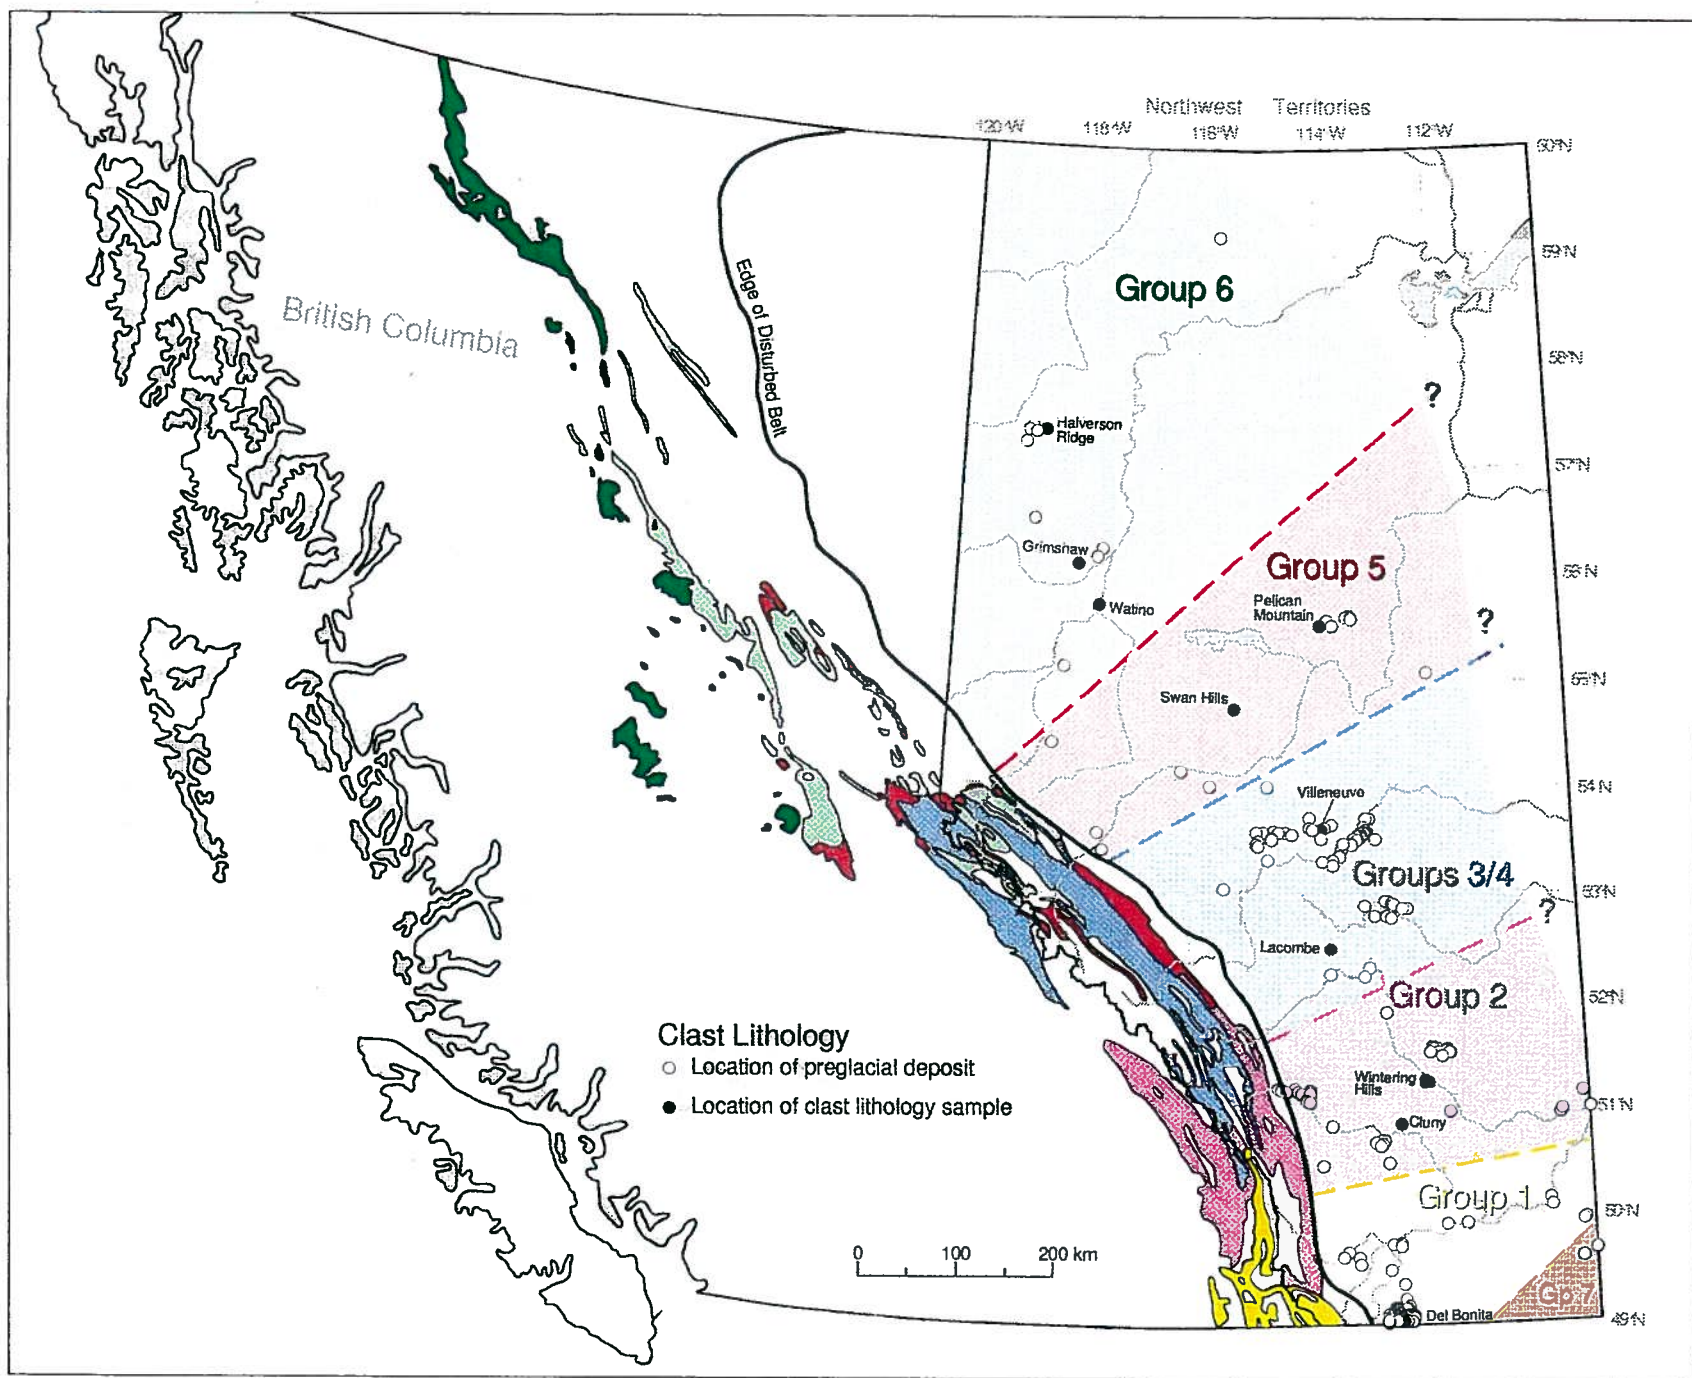 Northwest Territories
120°W
118°W
116°W
114°W
112°W
60°N
59°N
58°N
57°N
56°N
55°N
54°N
53°N
52°N
51°N
50°N
49°N
British Columbia
Edge of Disturbed Belt
Group 6
?
Halverson
Ridge
Grimshaw
Watino
Group 5
Pelican
Mountain
?
Swan Hills
Villeneuve
Groups 3/4
?
Lacombe
Group 2
Wintering
Hills
Cluny
Group 1
Gp 7
Del Bonita
Clast Lithology
Location of preglacial deposit
Location of clast lithology sample
0 100 200 km